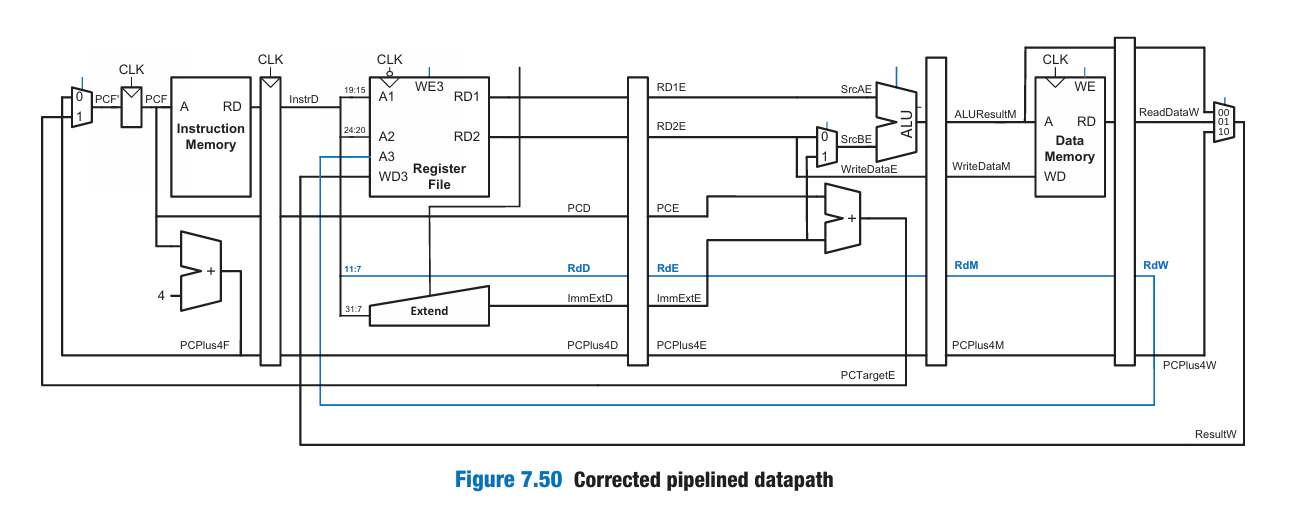 CLK
CLK
CLK
CLK
0
1
PCF'
PCF
A
RD
Instruction
Memory
InstrD
19:15
A1
WE3
RD1
24:20
A2
RD2
A3
WD3
Register
File
RD1E
RD2E
SrcAE
0
1
SrcBE
ALU
WriteDataE
ALUResultM
WriteDataM
WE
A
RD
Data
Memory
WD
ReadDataW
00
01
10
PCD
PCE
+
4
+
11:7
RdD
RdE
RdM
RdW
31:7
Extend
ImmExtD
ImmExtE
PCPlus4F
PCPlus4D
PCPlus4E
PCPlus4M
PCPlus4W
PCTargetE
ResultW
Figure 7.50 Corrected pipelined datapath